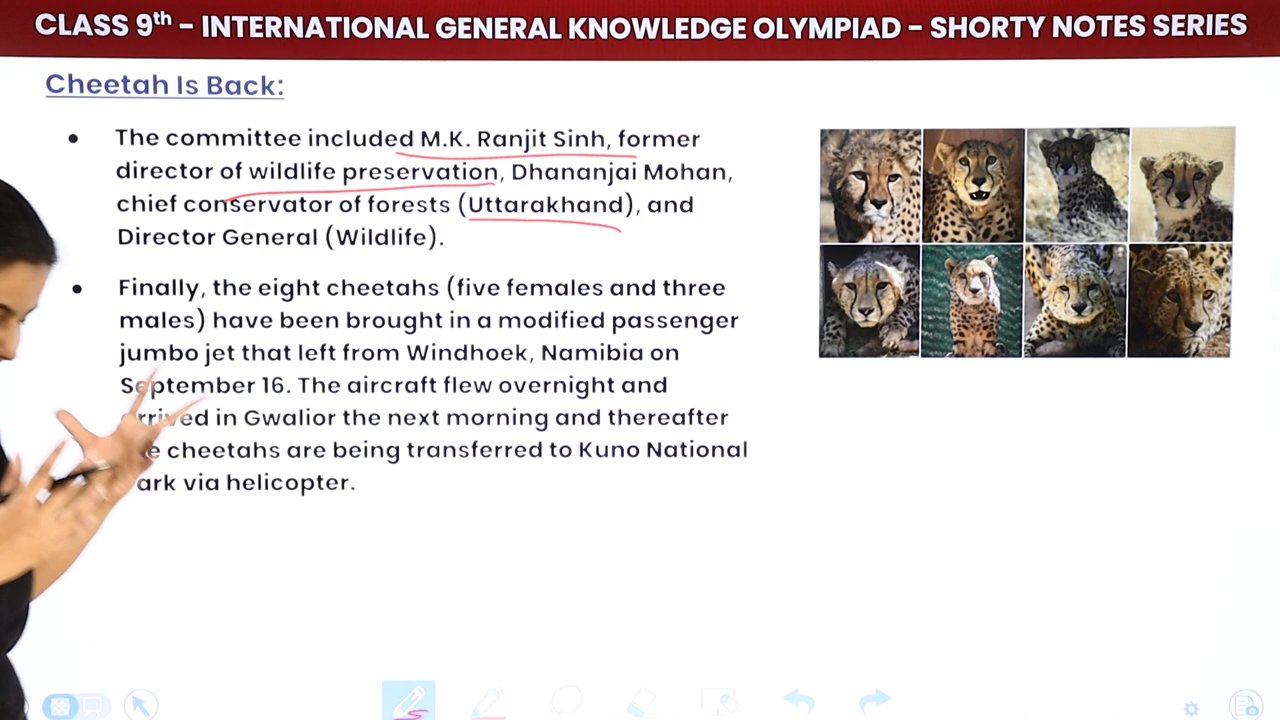 CLASS 9th – INTERNATIONAL GENERAL KNOWLEDGE OLYMPIAD – SHORTY NOTES SERIES
Cheetah Is Back:
• The committee included M.K. Ranjit Sinh, former
director of wildlife preservation, Dhananjai Mohan,
chief conservator of forests (Uttarakhand), and
Director General (Wildlife).
• Finally, the eight cheetahs (five females and three
males) have been brought in a modified passenger
jumbo jet that left from Windhoek, Namibia on
September 16. The aircraft flew overnight and
arrived in Gwalior the next morning and thereafter
cheetahs are being transferred to Kuno National
ark via helicopter.